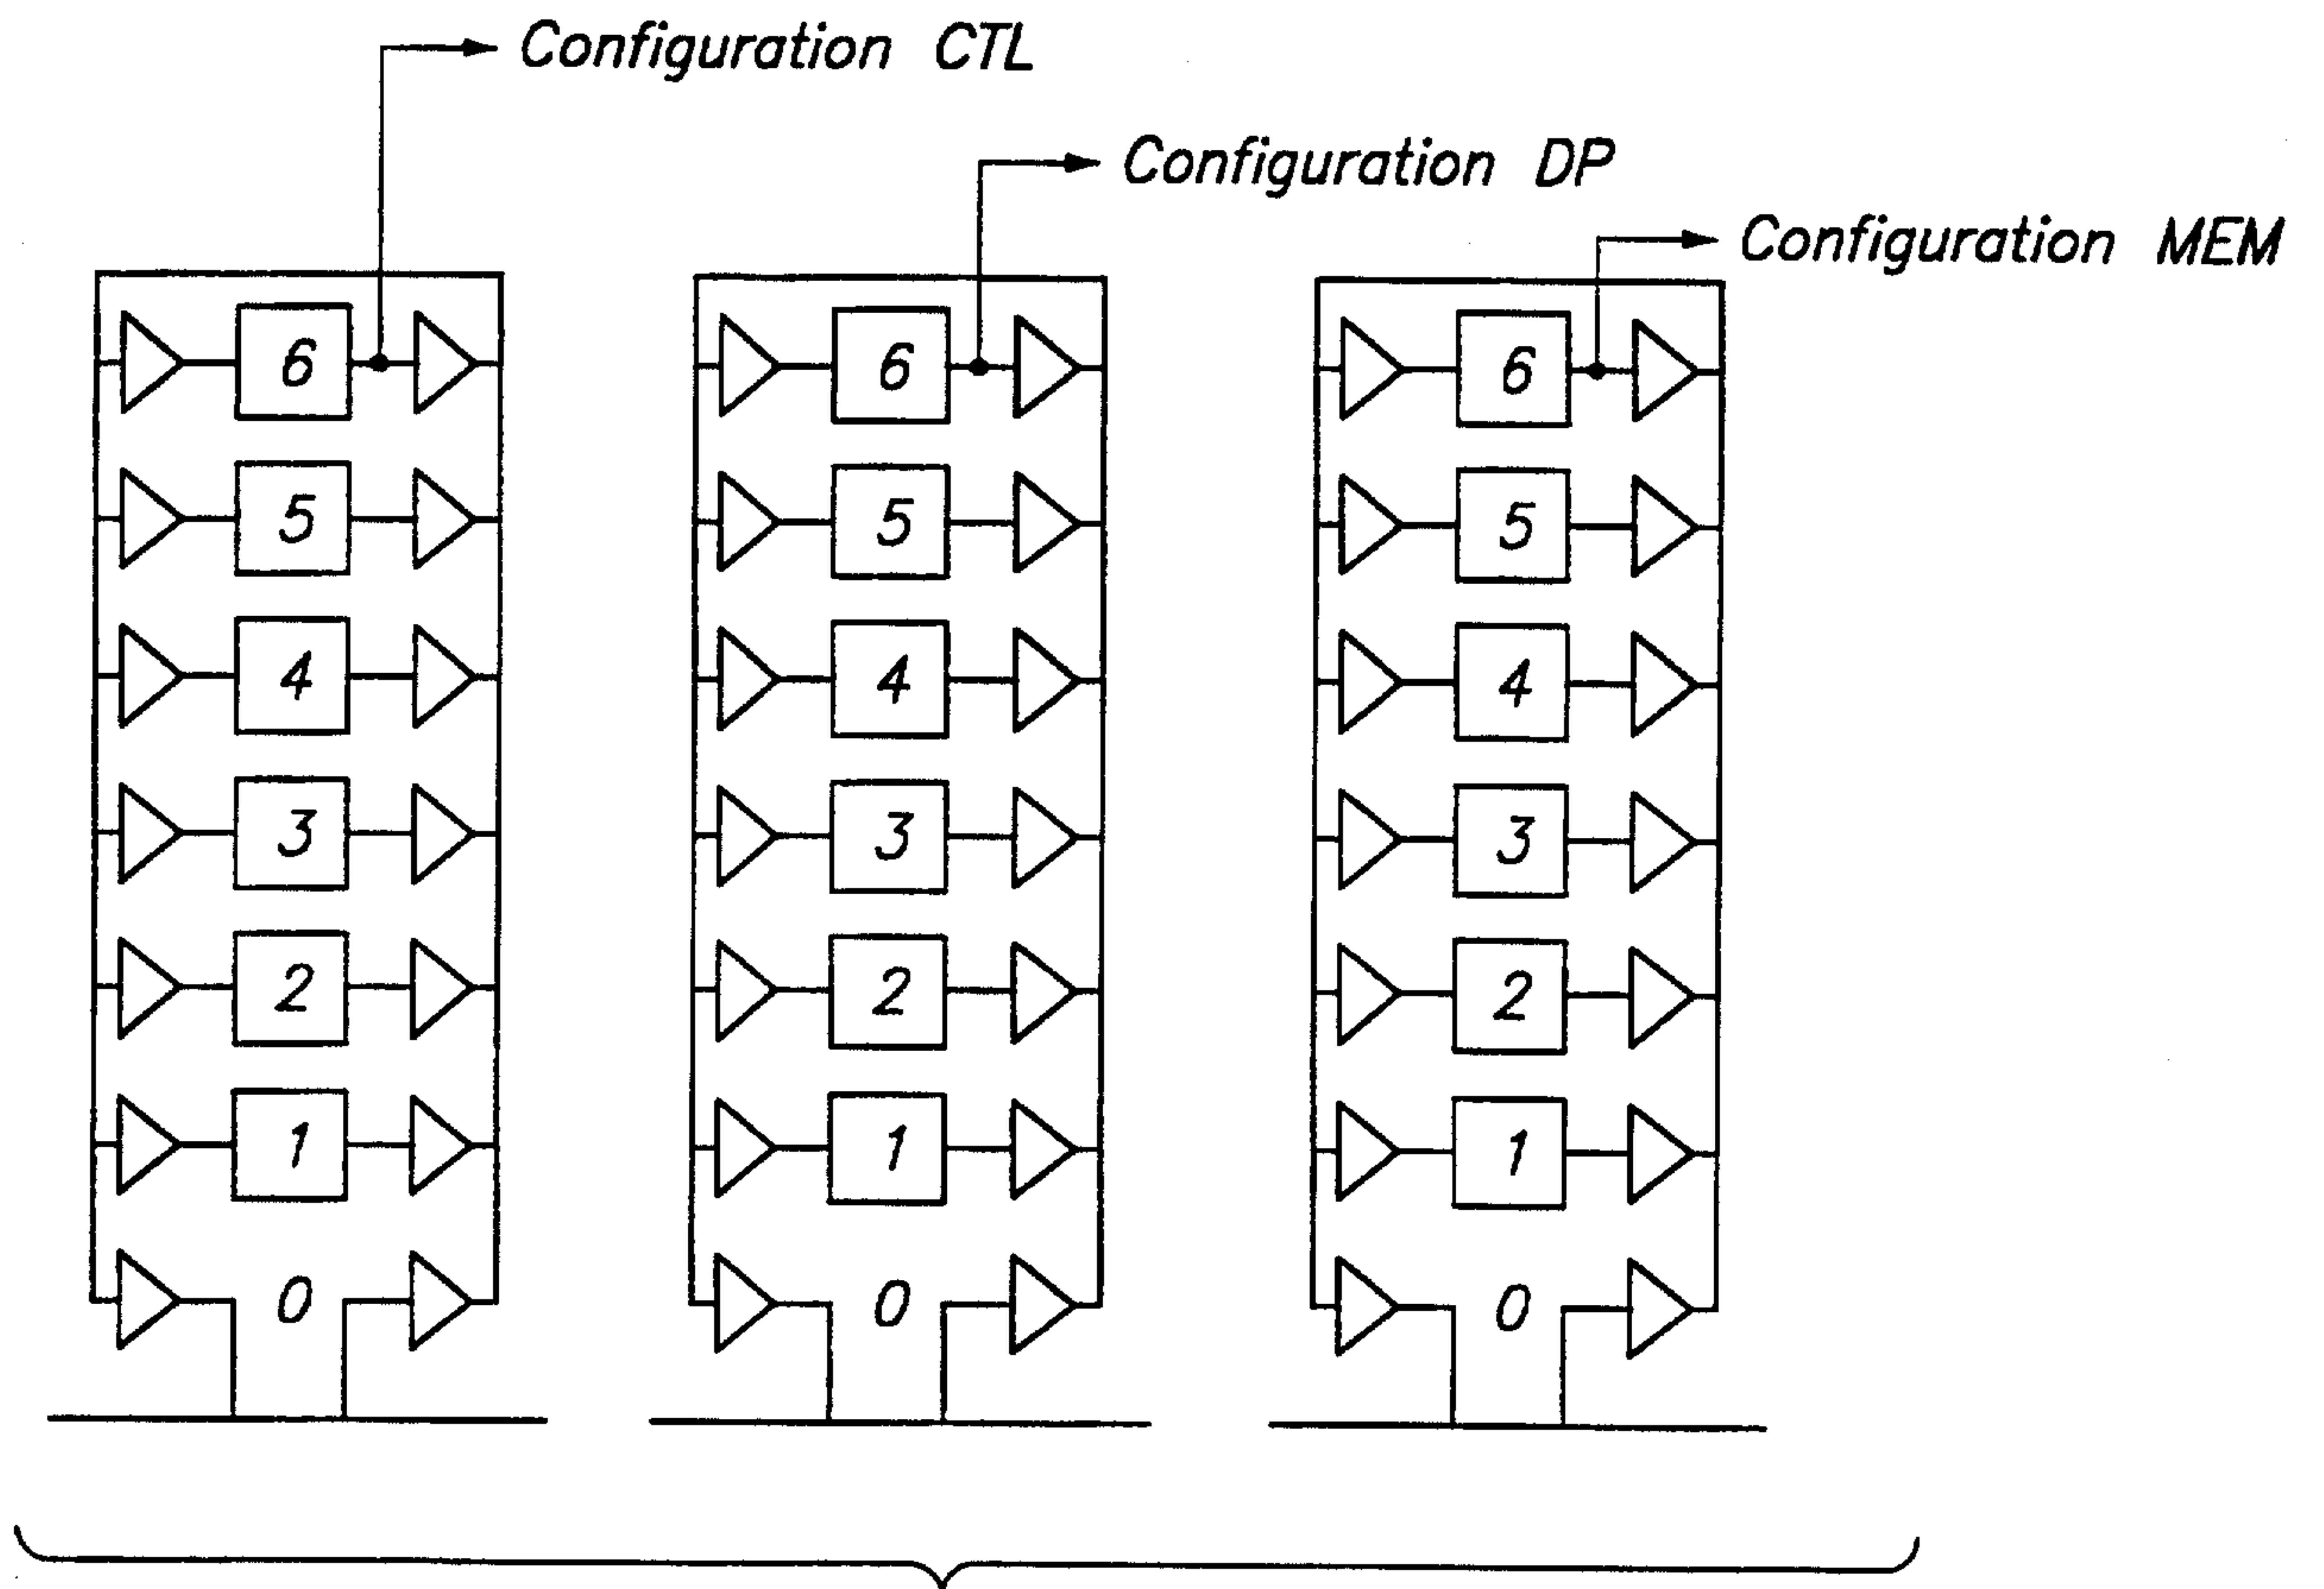 Configuration CTL
Configuration DP
Configuration MEM
6 6 6
5 5 5
4 4 4
3 3 3
2 2 2
1 1 1
0 0 0